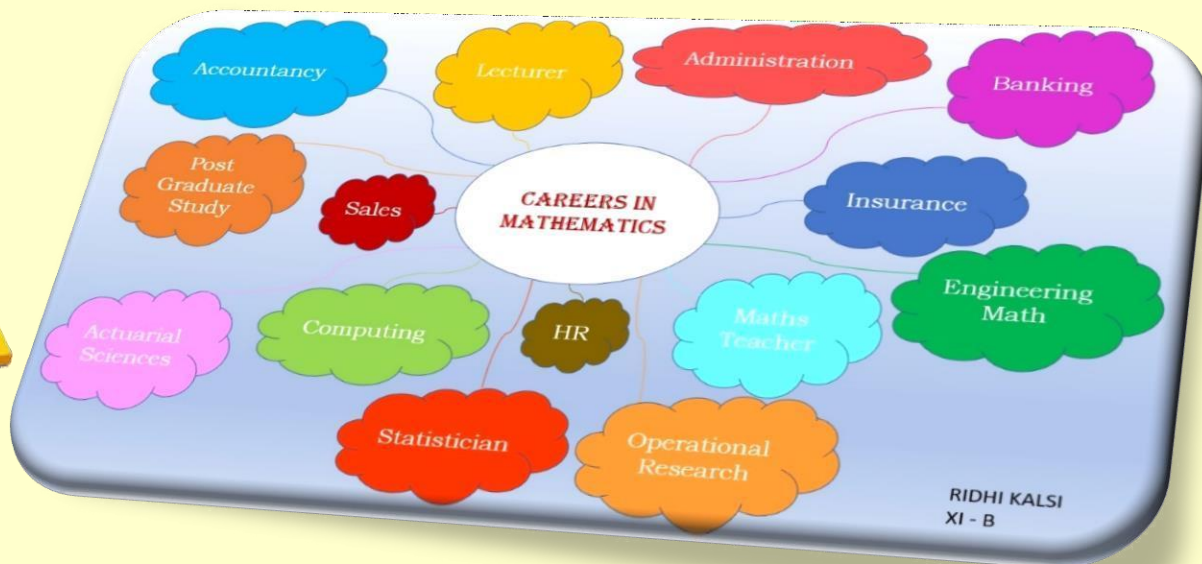 Accountancy
Lecturer
Administration
Banking
Post
Graduate
Study
Sales
CAREERS IN
MATHEMATICS
Insurance
Engineering
Math
Actuarial
Sciences
Computing
HR
Maths
Teacher
Statistician
Operational
Research
RIDHI KALSI
XI - B